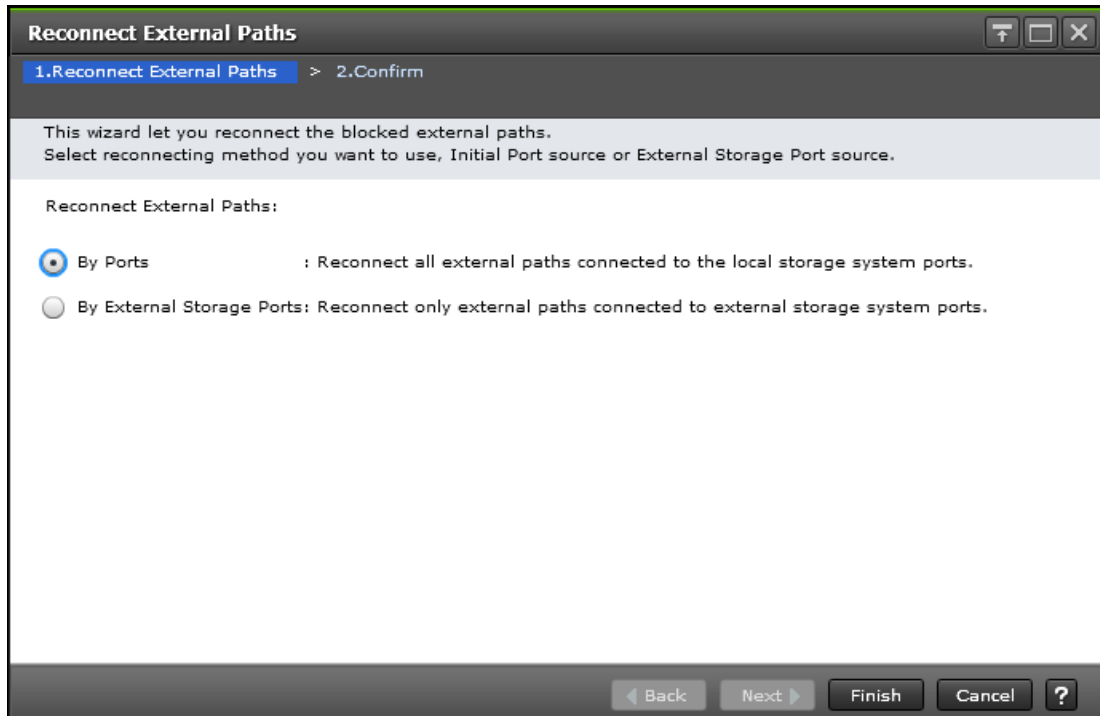 Reconnect External Paths
1.Reconnect External Paths > 2.Confirm
This wizard let you reconnect the blocked external paths.
Select reconnecting method you want to use, Initial Port source or External Storage Port source.
Reconnect External Paths:
By Ports : Reconnect all external paths connected to the local storage system ports.
By External Storage Ports: Reconnect only external paths connected to external storage system ports.
Back Next Finish Cancel ?